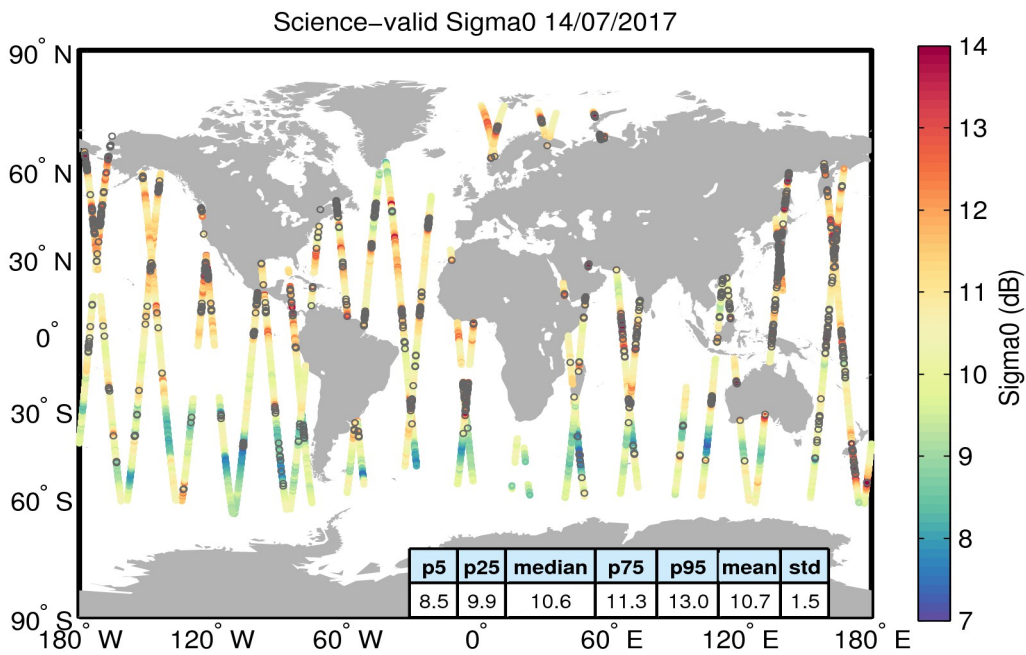 Science−valid Sigma0 14/07/2017
90° N
60° N
30° N
0°
30° S
60° S
90° S
180° W
120° W
60° W
0°
60° E
120° E
180° E
p5 p25 median p75 p95 mean std
8.5 9.9 10.6 11.3 13.0 10.7 1.5
14
13
12
11
10
9
8
7
Sigma0 (dB)